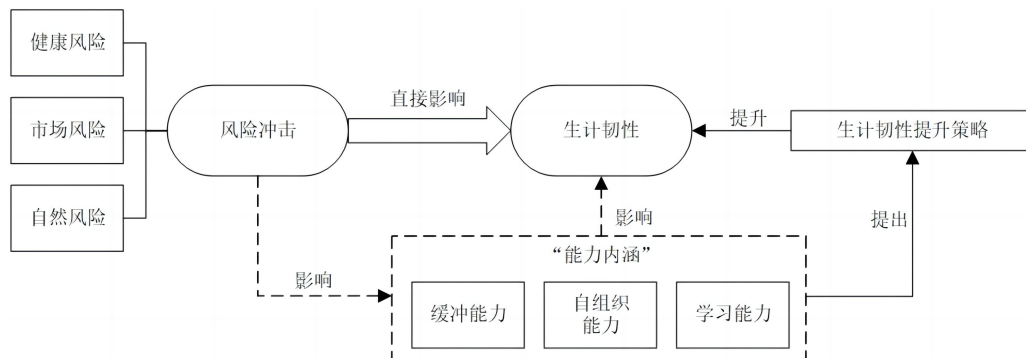 健康风险
市场风险
自然风险
风险冲击
直接影响
生计韧性
提升
生计韧性提升策略
影响
提出
影响
“能力内涵”
缓冲能力
自组织
能力
学习能力